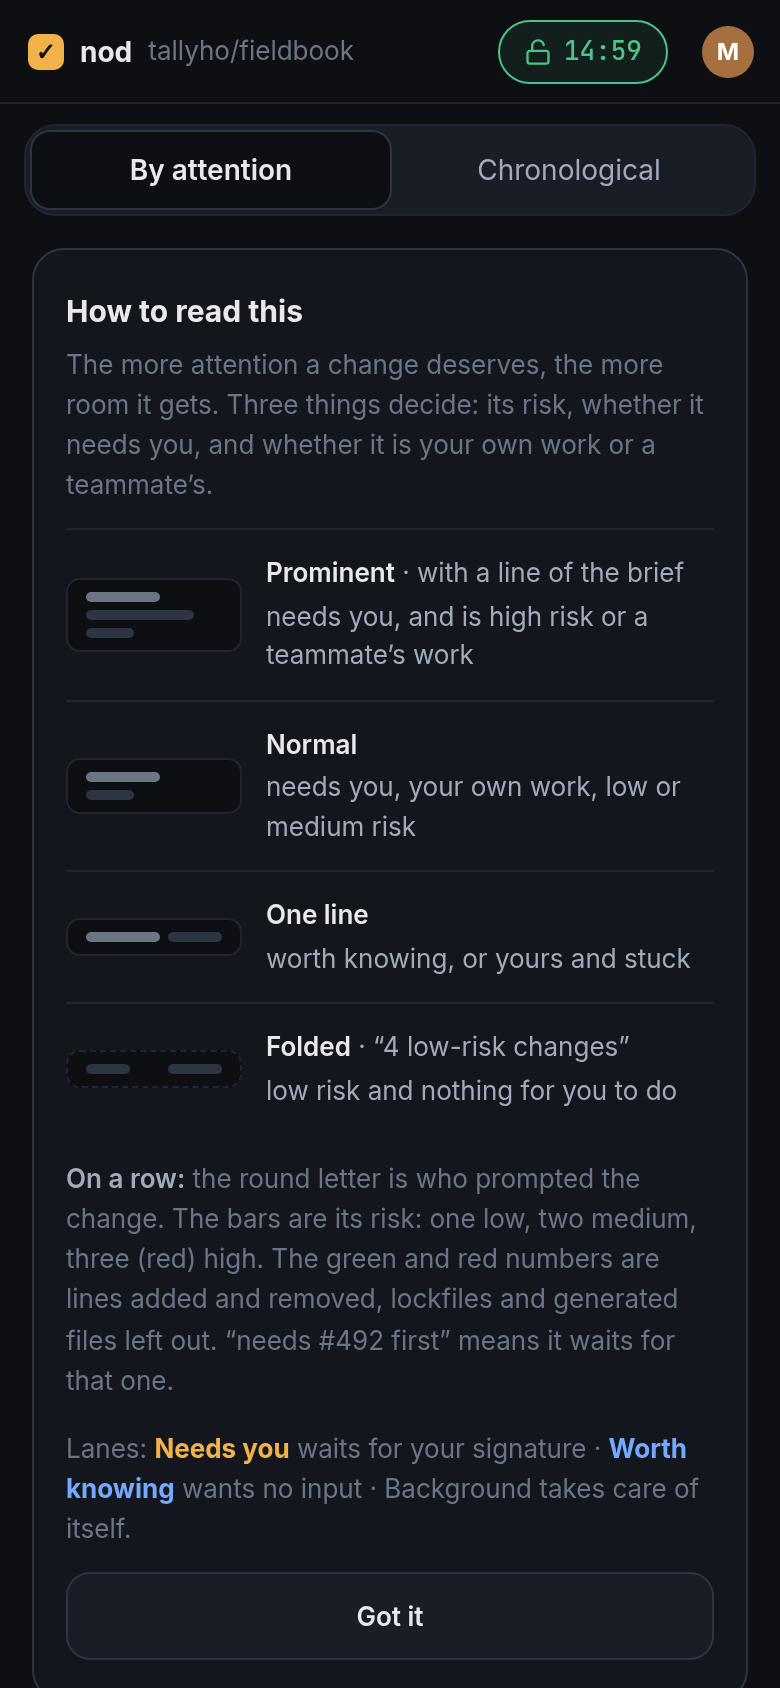 ✓ nod tallyho/fieldbook 14:59 M
By attention Chronological
How to read this
The more attention a change deserves, the more
room it gets. Three things decide: its risk, whether it
needs you, and whether it is your own work or a
teammate’s.
Prominent · with a line of the brief
needs you, and is high risk or a
teammate’s work
Normal
needs you, your own work, low or
medium risk
One line
worth knowing, or yours and stuck
Folded · “4 low-risk changes”
low risk and nothing for you to do
On a row: the round letter is who prompted the
change. The bars are its risk: one low, two medium,
three (red) high. The green and red numbers are
lines added and removed, lockfiles and generated
files left out. “needs #492 first” means it waits for
that one.
Lanes: Needs you waits for your signature · Worth
knowing wants no input · Background takes care of
itself.
Got it